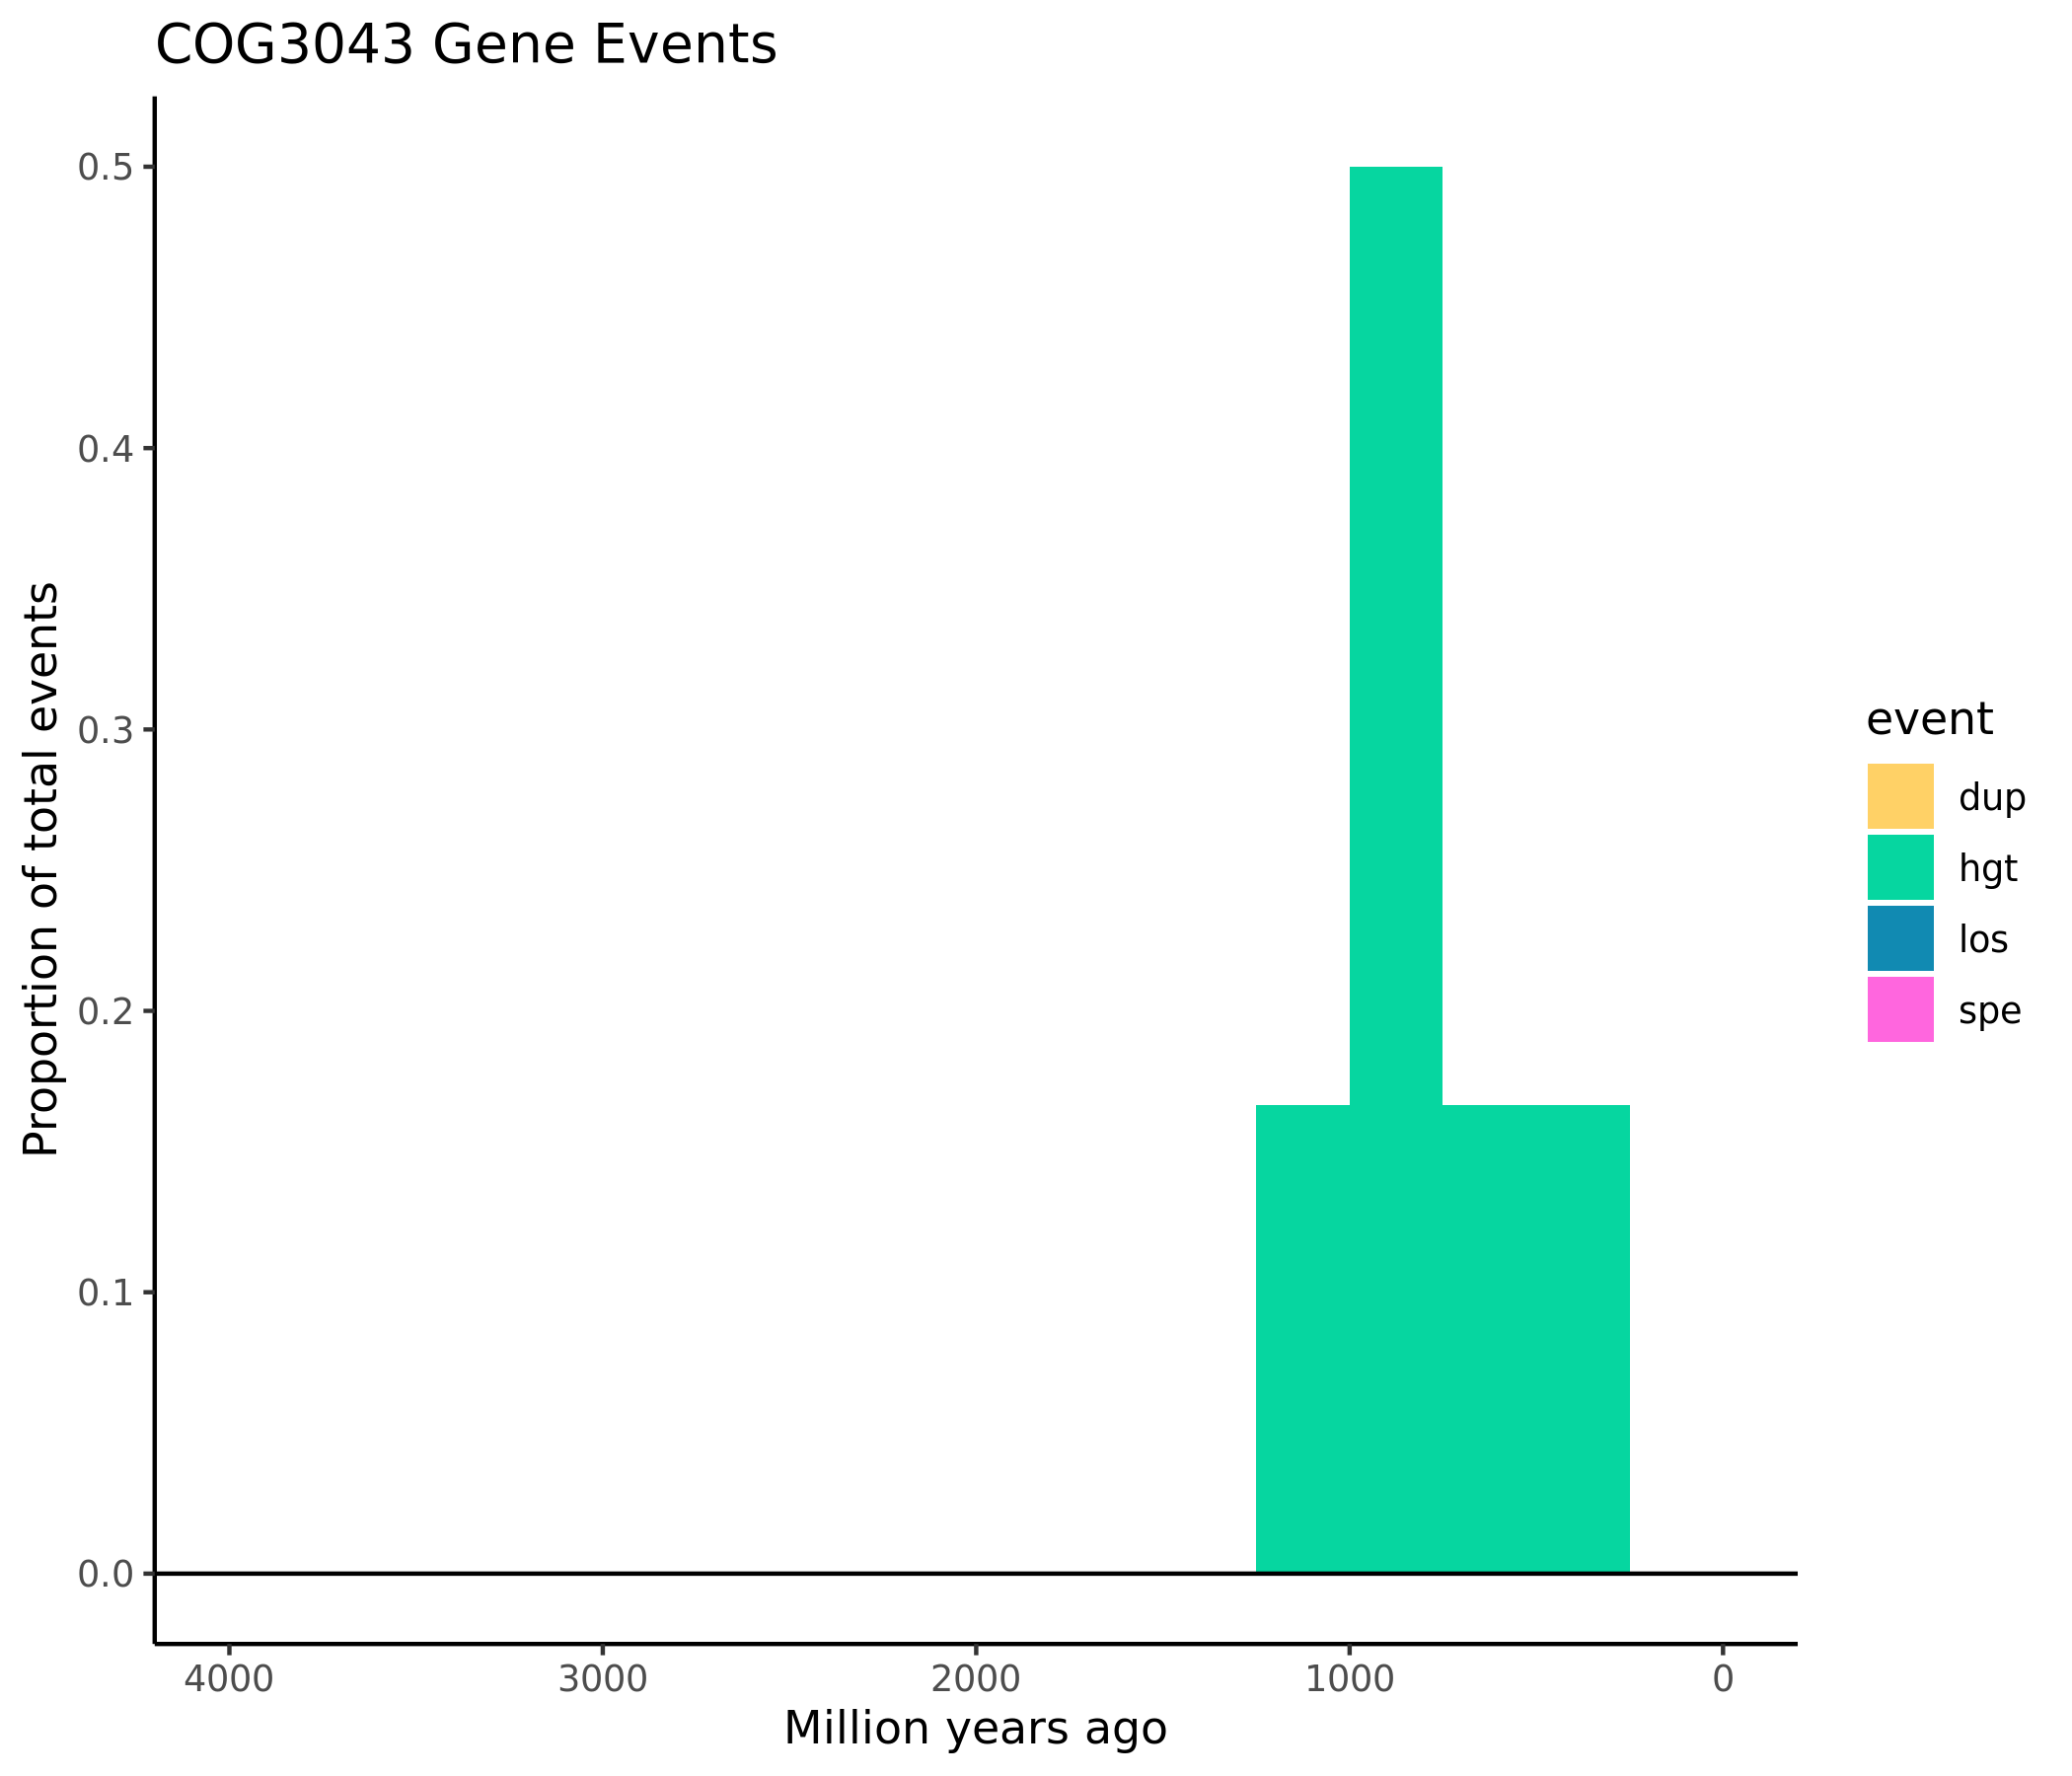 COG3043 Gene Events
Proportion of total events
0.5
0.4
0.3
0.2
0.1
0.0
4000 3000 2000 1000 0
Million years ago
event
dup
hgt
los
spe